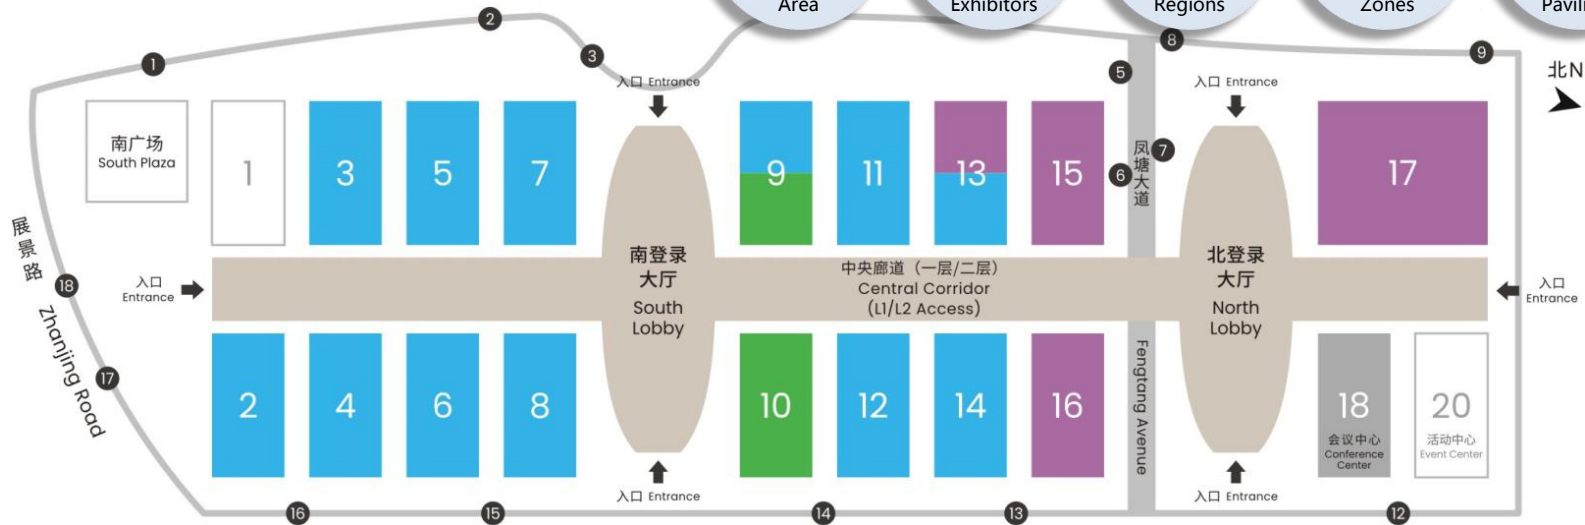 Area
Exhibitors
Regions
Zones
2
8
9
1
3
入口 Entrance
入口 Entrance
5
北N
南广场
South Plaza
1
3
5
7
9
11
13
15
6
凤塘大道
7
17
展景路
18
Zhanjing Road
17
入口
Entrance
南登录
大厅
South
Lobby
中央廊道（一层/二层）
Central Corridor
(L1/L2 Access)
北登录
大厅
North
Lobby
入口
Entrance
2
4
6
8
10
12
14
16
Fengtang Avenue
18
会议中心
Conference
Center
20
活动中心
Event Center
入口 Entrance
入口 Entrance
16
15
14
13
12